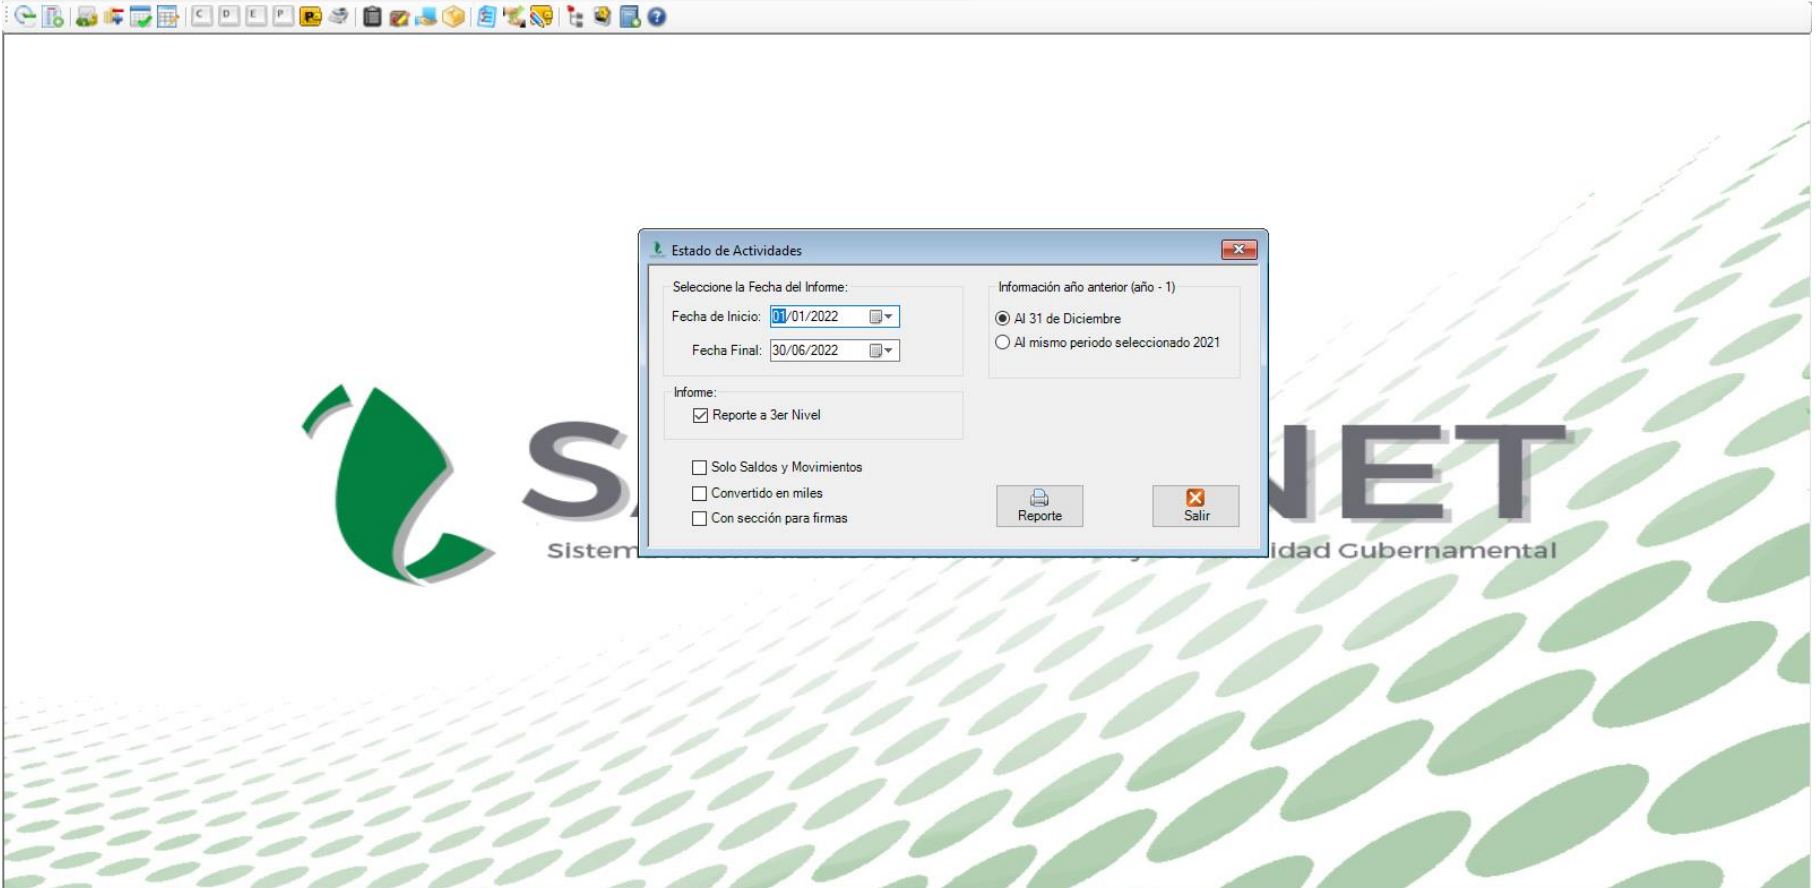 C D E P P
Estado de Actividades
Seleccione la Fecha del Informe:
Fecha de Inicio: 01/01/2022
Fecha Final: 30/06/2022
Información año anterior (año - 1)
Al 31 de Diciembre
Al mismo periodo seleccionado 2021
Informe:
Reporte a 3er Nivel
Solo Saldos y Movimientos
Convertido en miles
Con sección para firmas
Reporte
Salir
NET
Gubernamental